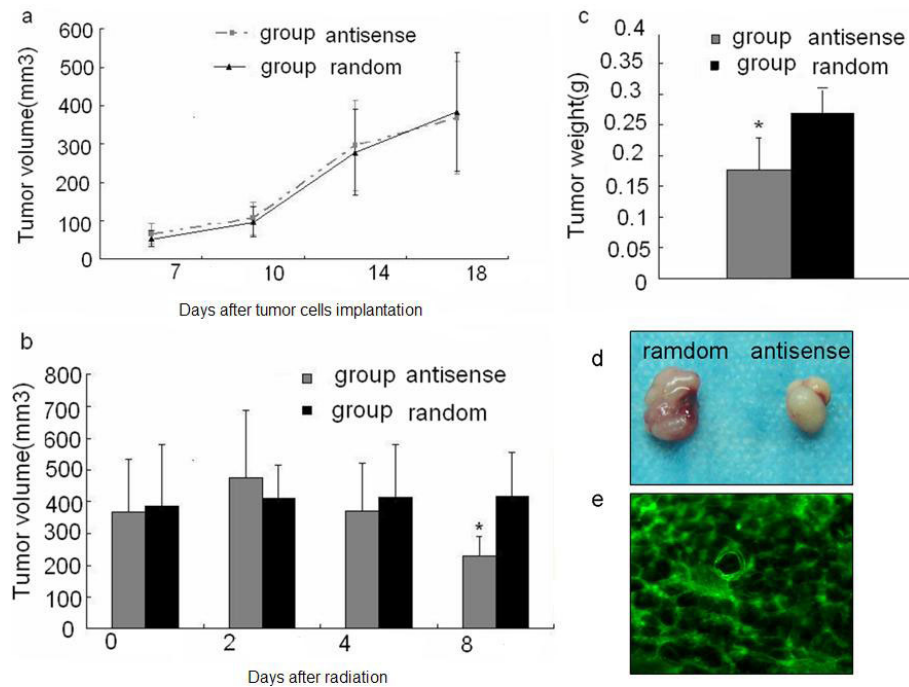 a
600
500
400
300
200
100
0
Tumor volume(mm3)
group antisense
group random
7 10 14 18
Days after tumor cells implantation
b
800
700
600
500
400
300
200
100
0
Tumor volume(mm3)
group antisense
group random
*
0 2 4 8
Days after radiation
c
0.4
0.3
0.25
0.2
0.15
0.1
0.05
0
Tumor weight(g)
group antisense
group random
*
d
ramdom antisense
e